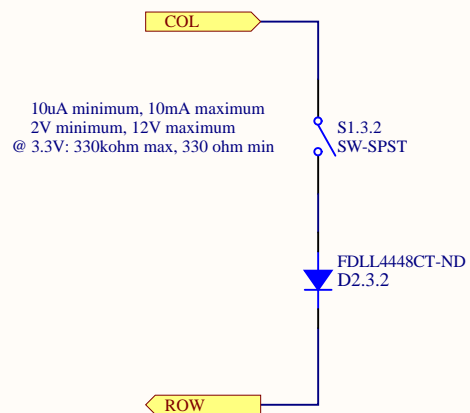 COL
10uA minimum, 10mA maximum
2V minimum, 12V maximum
@ 3.3V: 330kohm max, 330 ohm min
S1.3.2
SW-SPST
FDLL4448CT-ND
D2.3.2
ROW